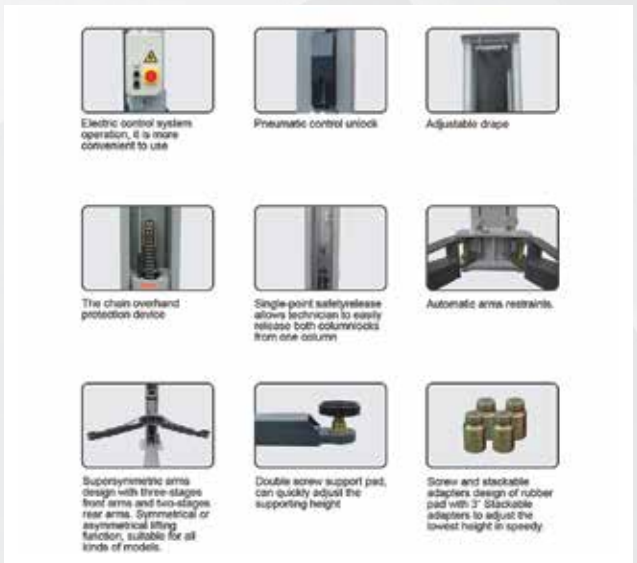 Electric control system
operation, it is more
convenient to use
Pneumatic control unlock
Adjustable drape
The chain overhand
protection device
Single-point safetyrelease
allows technician to easily
release both columnlocks
from one column
Automatic arms restraints.
Supersymmetric arms
design with three-stages
front arms and two-stages
rear arms. Symmetrical or
asymmetrical lifting
function, suitable for all
kinds of models.
Double screw support pad,
can quickly adjust the
supporting height
Screw and stackable
adapters design of rubber
pad with 3" Stackable
adapters to adjust the
lowest height in speedy